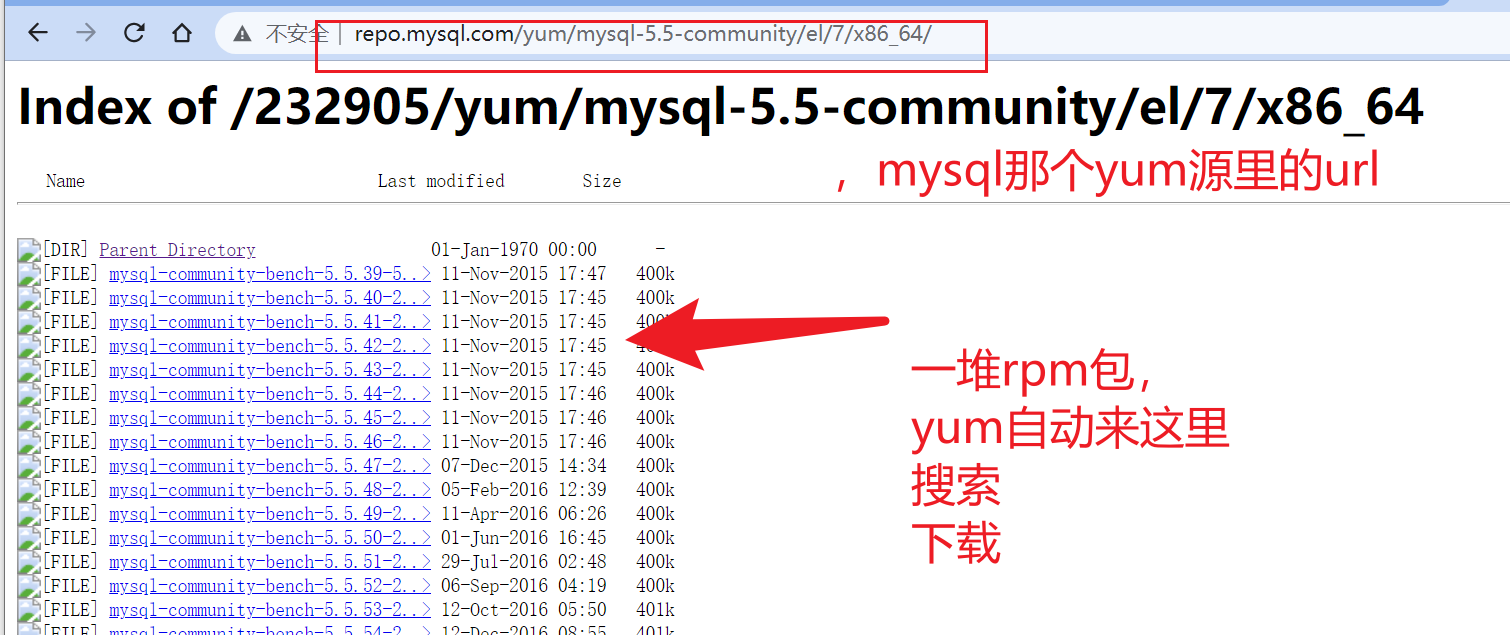 不安全 repo.mysql.com/yum/mysql-5.5-community/el/7/x86_64/
Index of /232905/yum/mysql-5.5-community/el/7/x86_64
，mysql那个yum源里的url
Name Last modified Size
[DIR] Parent Directory 01-Jan-1970 00:00 -
[FILE] mysql-community-bench-5.5.39-5..> 11-Nov-2015 17:47 400k
[FILE] mysql-community-bench-5.5.40-2..> 11-Nov-2015 17:45 400k
[FILE] mysql-community-bench-5.5.41-2..> 11-Nov-2015 17:45
[FILE] mysql-community-bench-5.5.42-2..> 11-Nov-2015 17:45
[FILE] mysql-community-bench-5.5.43-2..> 11-Nov-2015 17:45 400k
[FILE] mysql-community-bench-5.5.44-2..> 11-Nov-2015 17:46 400k
[FILE] mysql-community-bench-5.5.45-2..> 11-Nov-2015 17:46 400k
[FILE] mysql-community-bench-5.5.46-2..> 11-Nov-2015 17:46 400k
[FILE] mysql-community-bench-5.5.47-2..> 07-Dec-2015 14:34 400k
[FILE] mysql-community-bench-5.5.48-2..> 05-Feb-2016 12:39 400k
[FILE] mysql-community-bench-5.5.49-2..> 11-Apr-2016 06:26 400k
[FILE] mysql-community-bench-5.5.50-2..> 01-Jun-2016 16:45 400k
[FILE] mysql-community-bench-5.5.51-2..> 29-Jul-2016 02:48 400k
[FILE] mysql-community-bench-5.5.52-2..> 06-Sep-2016 04:19 400k
[FILE] mysql-community-bench-5.5.53-2..> 12-Oct-2016 05:50 401k
[FILE] mysql-community-bench-5.5.54-2..> 12-Dec-2016 08:55 401k
一堆rpm包，
yum自动来这里
搜索
下载